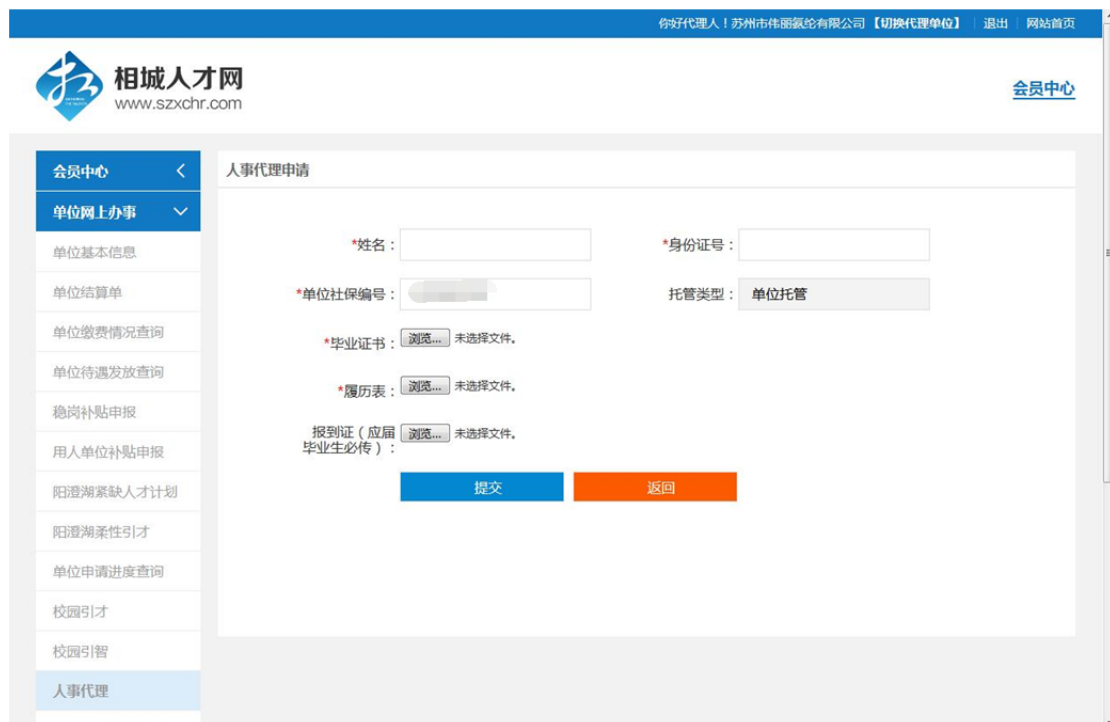 你好代理人！苏州市伟丽氨纶有限公司【切换代理单位】 | 退出 | 网站首页
相城人才网
www.szxchr.com
会员中心
会员中心
人事代理申请
单位网上办事
单位基本信息
单位结算单
单位缴费情况查询
单位待遇发放查询
稳岗补贴申报
用人单位补贴申报
阳澄湖紧缺人才计划
阳澄湖柔性引才
单位申请进度查询
校园引才
校园引智
人事代理
*姓名：
*身份证号：
*单位社保编号：
托管类型： 单位托管
*毕业证书： 浏览... 未选择文件。
*履历表： 浏览... 未选择文件。
报到证（应届
毕业生必传）： 浏览... 未选择文件。
提交 返回